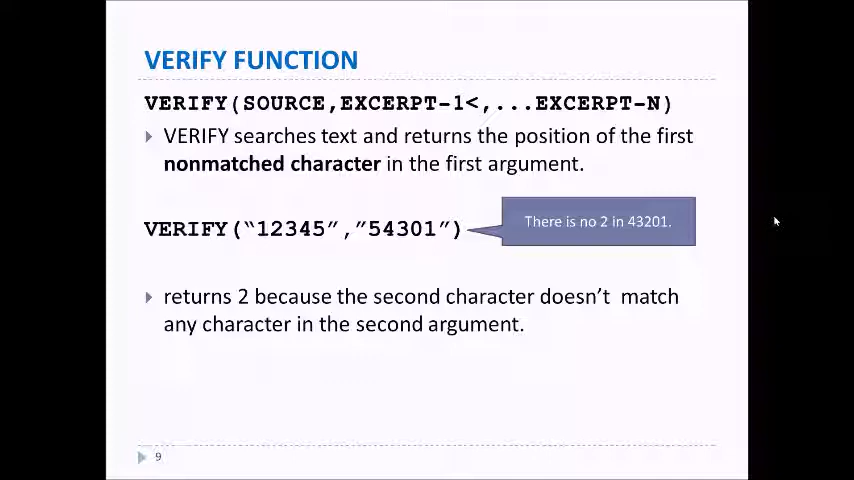 VERIFY FUNCTION
VERIFY(SOURCE,EXCERPT-1<,...EXCERPT-N)
VERIFY searches text and returns the position of the first
nonmatched character in the first argument.
VERIFY(“12345”,”54301”)
There is no 2 in 43201.
returns 2 because the second character doesn’t match
any character in the second argument.
9